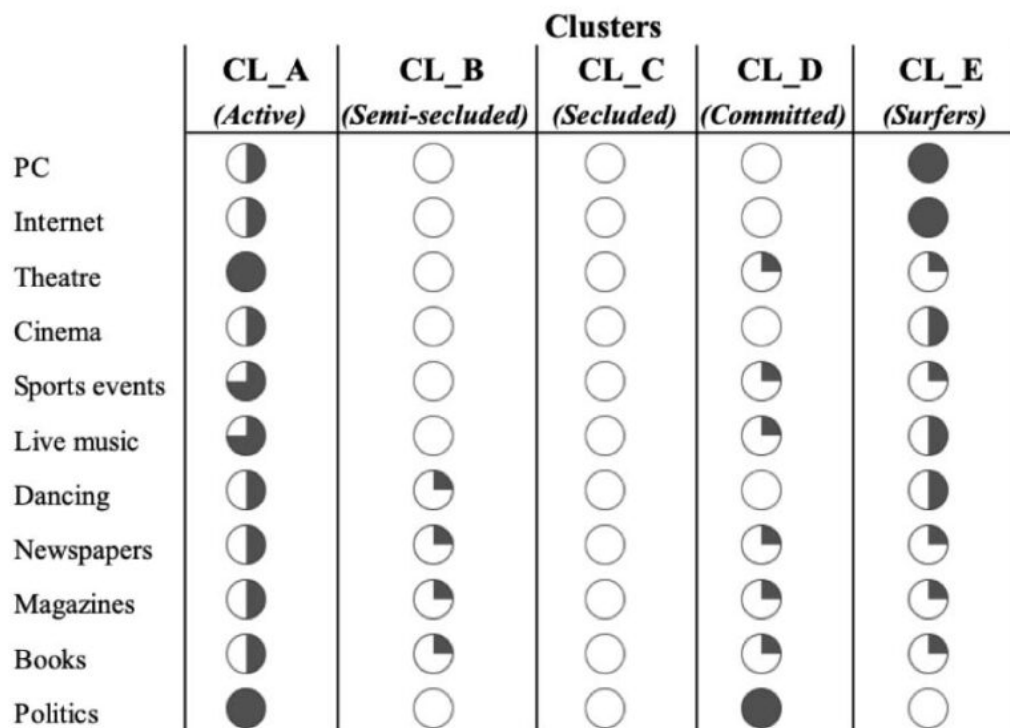 Clusters
CL_A CL_B CL_C CL_D CL_E
(Active) (Semi-secluded) (Secluded) (Committed) (Surfers)
PC
Internet
Theatre
Cinema
Sports events
Live music
Dancing
Newspapers
Magazines
Books
Politics